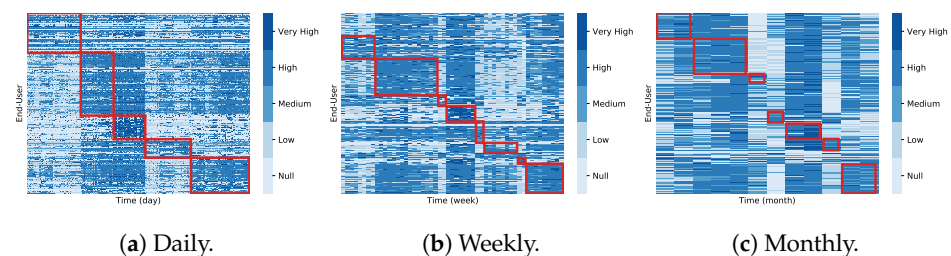 End-User
Time (day)
Very High
High
Medium
Low
Null
(a) Daily.
End-User
Time (week)
Very High
High
Medium
Low
Null
(b) Weekly.
End-User
Time (month)
Very High
High
Medium
Low
Null
(c) Monthly.